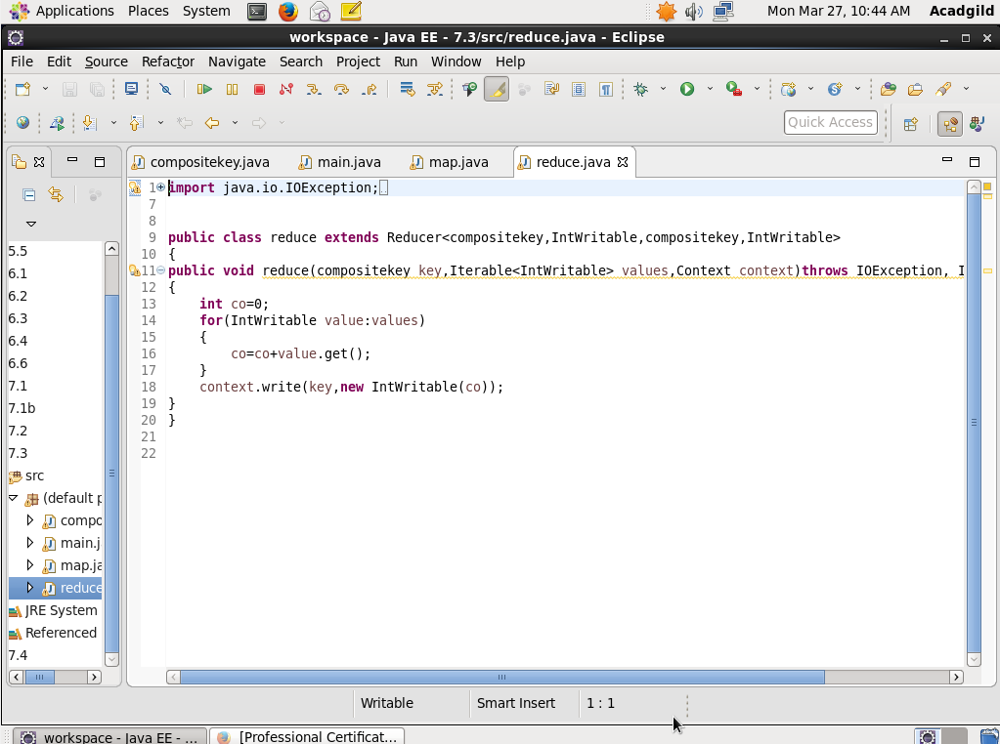 Applications Places System Mon Mar 27, 10:44 AM Acadgild
workspace - Java EE - 7.3/src/reduce.java - Eclipse
File Edit Source Refactor Navigate Search Project Run Window Help
Quick Access
compositekey.java main.java map.java reduce.java
1 import java.io.IOException;
7
8
9 public class reduce extends Reducer<compositekey,IntWritable,compositekey,IntWritable>
10 {
11 public void reduce(compositekey key,Iterable<IntWritable> values,Context context)throws IOException, I
12 {
13 int co=0;
14 for(IntWritable value:values)
15 {
16 co=co+value.get();
17 }
18 context.write(key,new IntWritable(co));
19 }
20 }
21
22
5.5
6.1
6.2
6.3
6.4
6.6
7.1
7.1b
7.2
7.3
src
(default p
compo
main.j
map.ja
reduce
JRE System
Referenced
7.4
Writable Smart Insert 1 : 1
workspace - Java EE - ... [Professional Certificat...